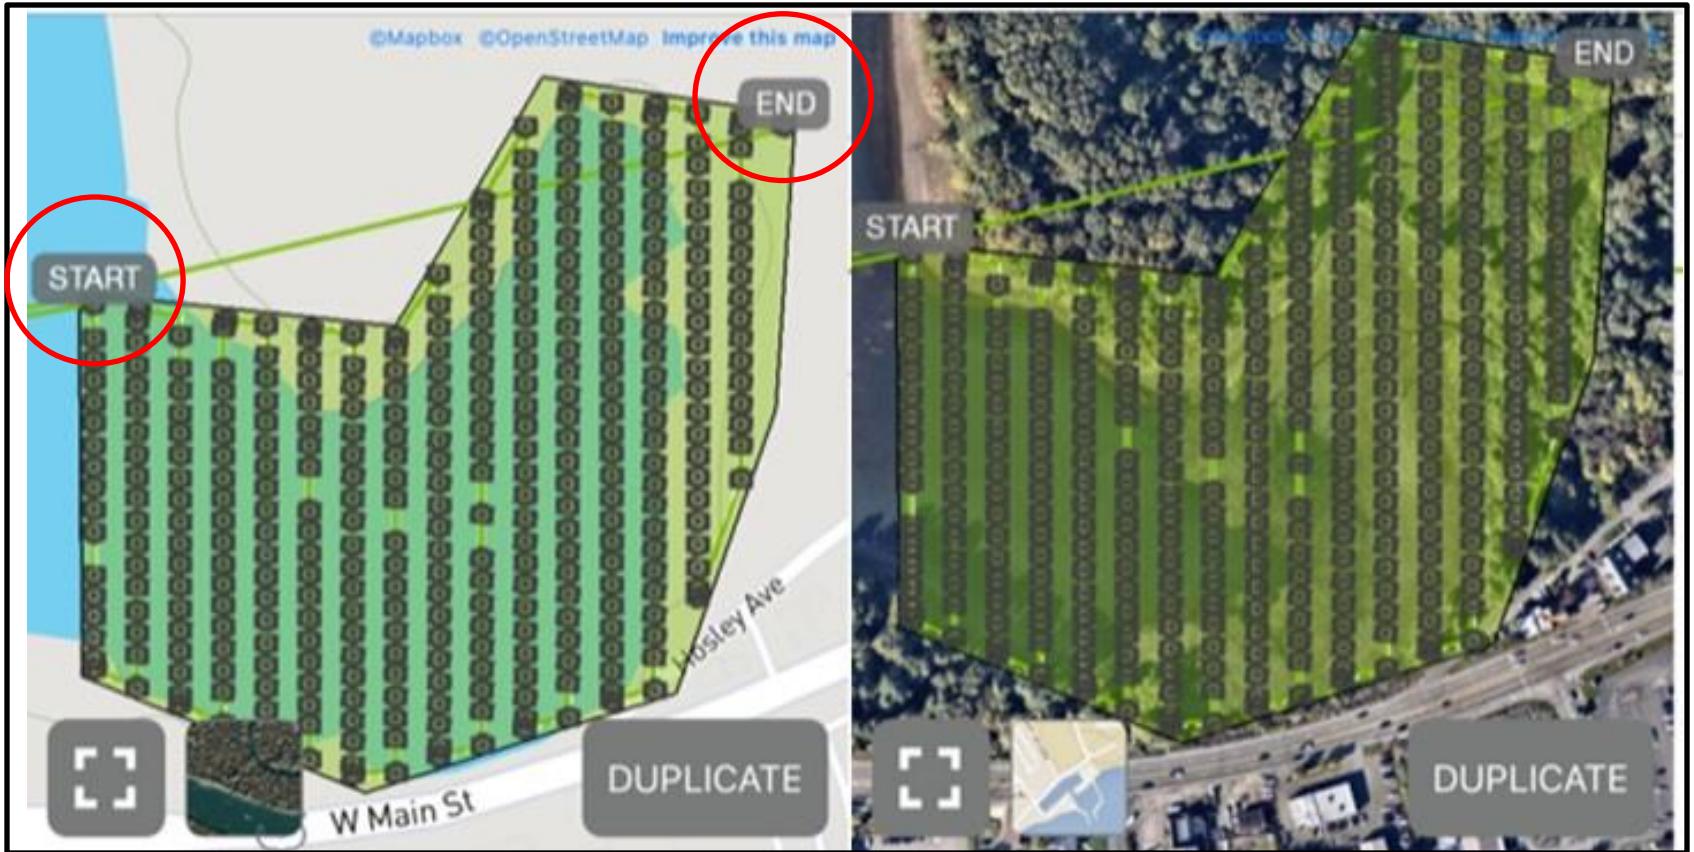 ©Mapbox ©OpenStreetMap Improve this map
END
START
Hosley Ave
W Main St
DUPLICATE
END
START
DUPLICATE